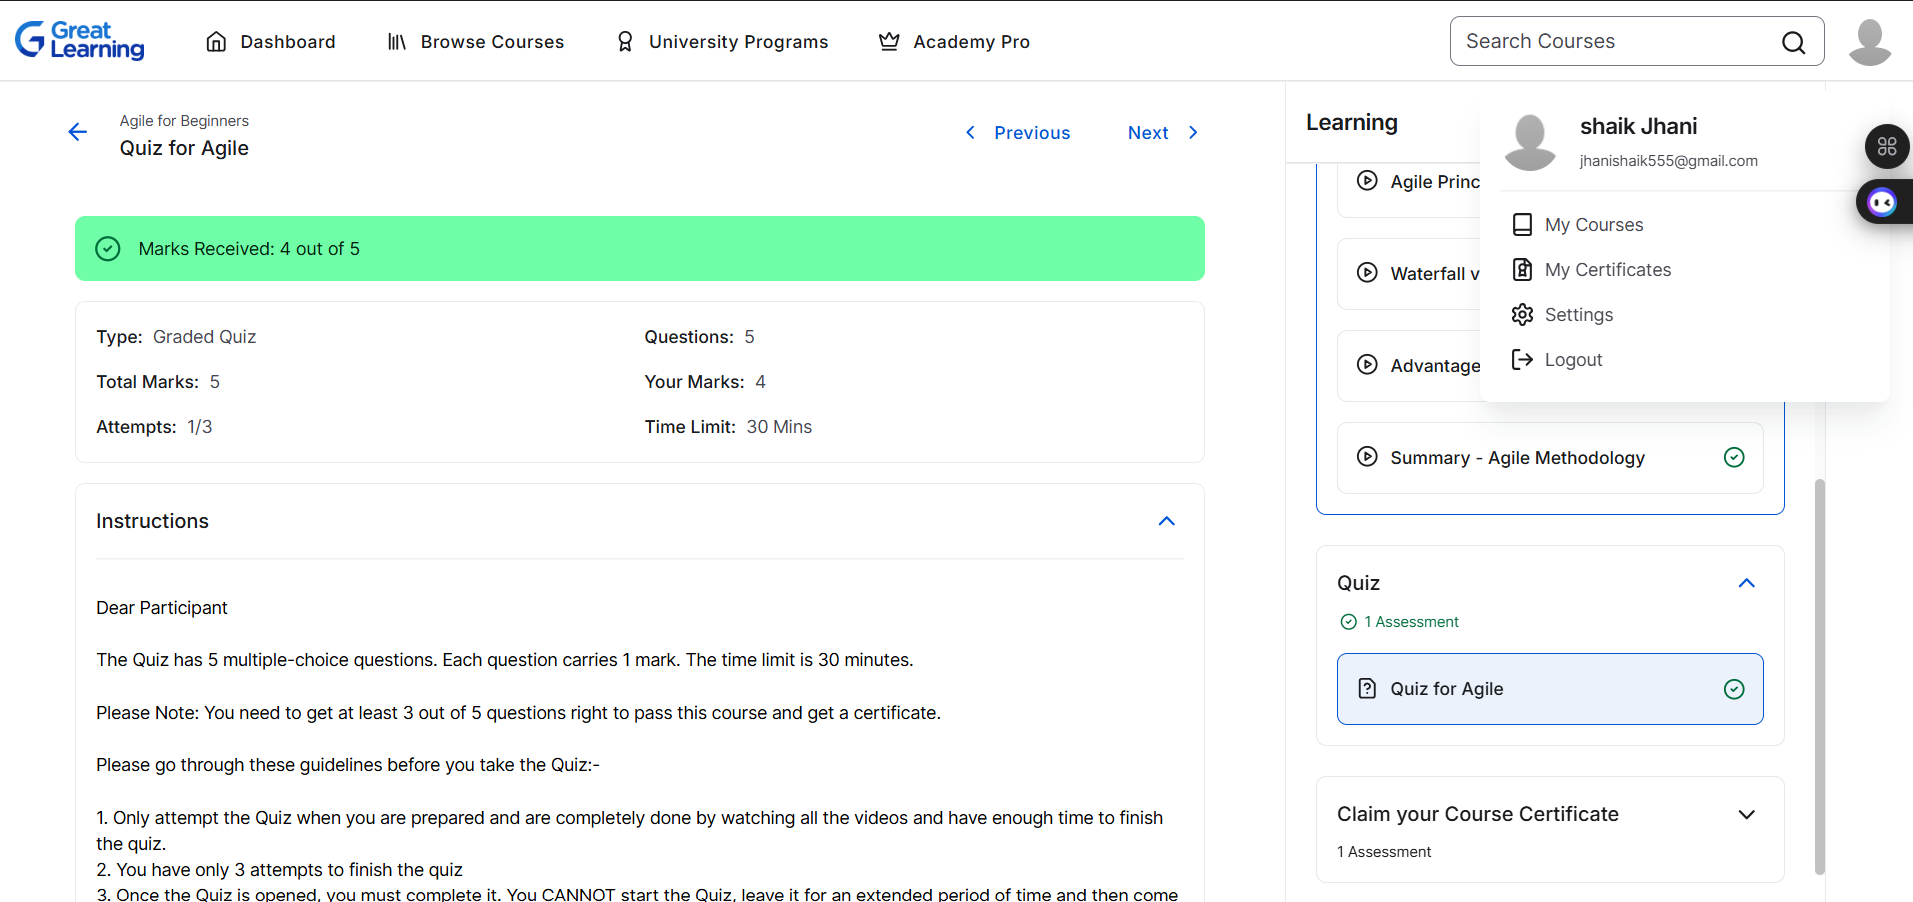 Great Learning
Dashboard
Browse Courses
University Programs
Academy Pro
Search Courses
Agile for Beginners
Quiz for Agile
Previous
Next
Marks Received: 4 out of 5
Type: Graded Quiz
Questions: 5
Total Marks: 5
Your Marks: 4
Attempts: 1/3
Time Limit: 30 Mins
Instructions
Dear Participant
The Quiz has 5 multiple-choice questions. Each question carries 1 mark. The time limit is 30 minutes.
Please Note: You need to get at least 3 out of 5 questions right to pass this course and get a certificate.
Please go through these guidelines before you take the Quiz:-
1. Only attempt the Quiz when you are prepared and are completely done by watching all the videos and have enough time to finish
the quiz.
2. You have only 3 attempts to finish the quiz
3. Once the Quiz is opened, you must complete it. You CANNOT start the Quiz, leave it for an extended period of time and then come
Learning
Agile Princ
Waterfall v
Advantage
Summary - Agile Methodology
shaik Jhani
jhanishaik555@gmail.com
My Courses
My Certificates
Settings
Logout
Quiz
1 Assessment
Quiz for Agile
Claim your Course Certificate
1 Assessment